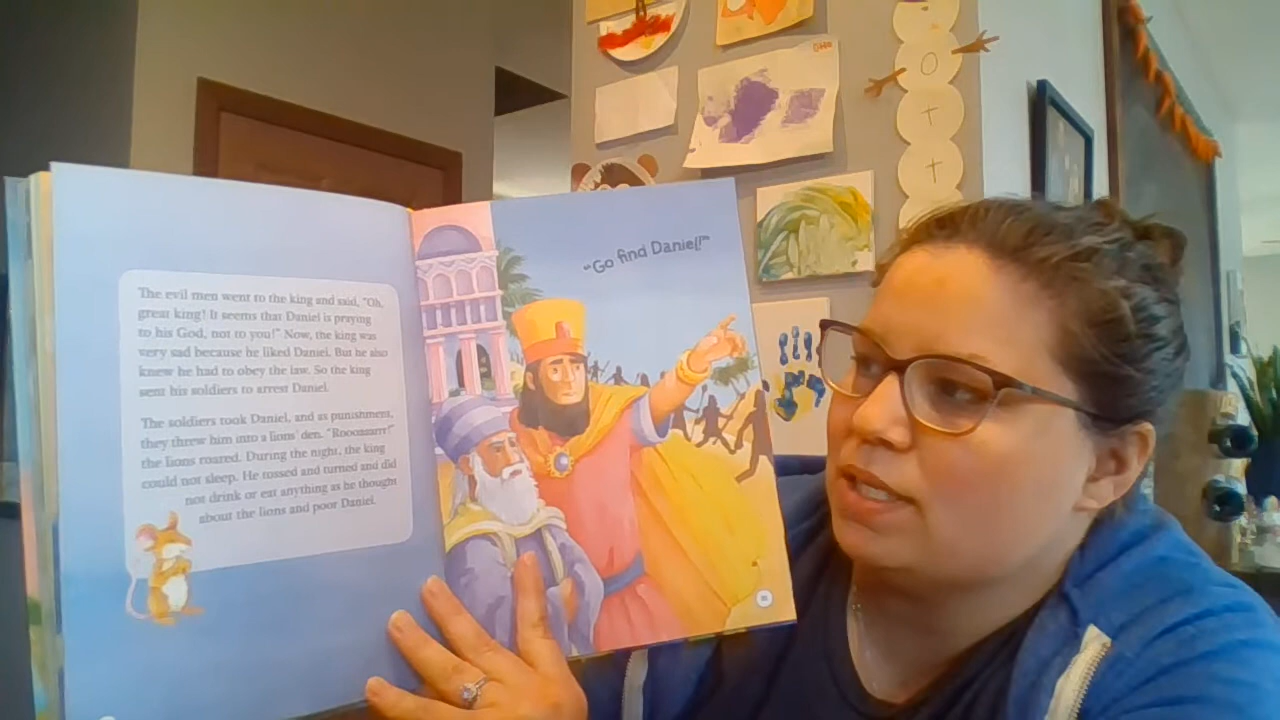 The evil men went to the king and said, "Oh,
great king! It seems that Daniel is praying
to his God, not to you!" Now, the king was
very sad because he liked Daniel. But he also
knew he had to obey the law. So the king
sent his soldiers to arrest Daniel.
The soldiers took Daniel, and as punishment,
they threw him into a lions' den. "Roooaarrr!"
the lions roared. During the night, the king
could not sleep. He tossed and turned and did
not drink or eat anything as he thought
about the lions and poor Daniel.
"Go find Daniel!"
O
T
T